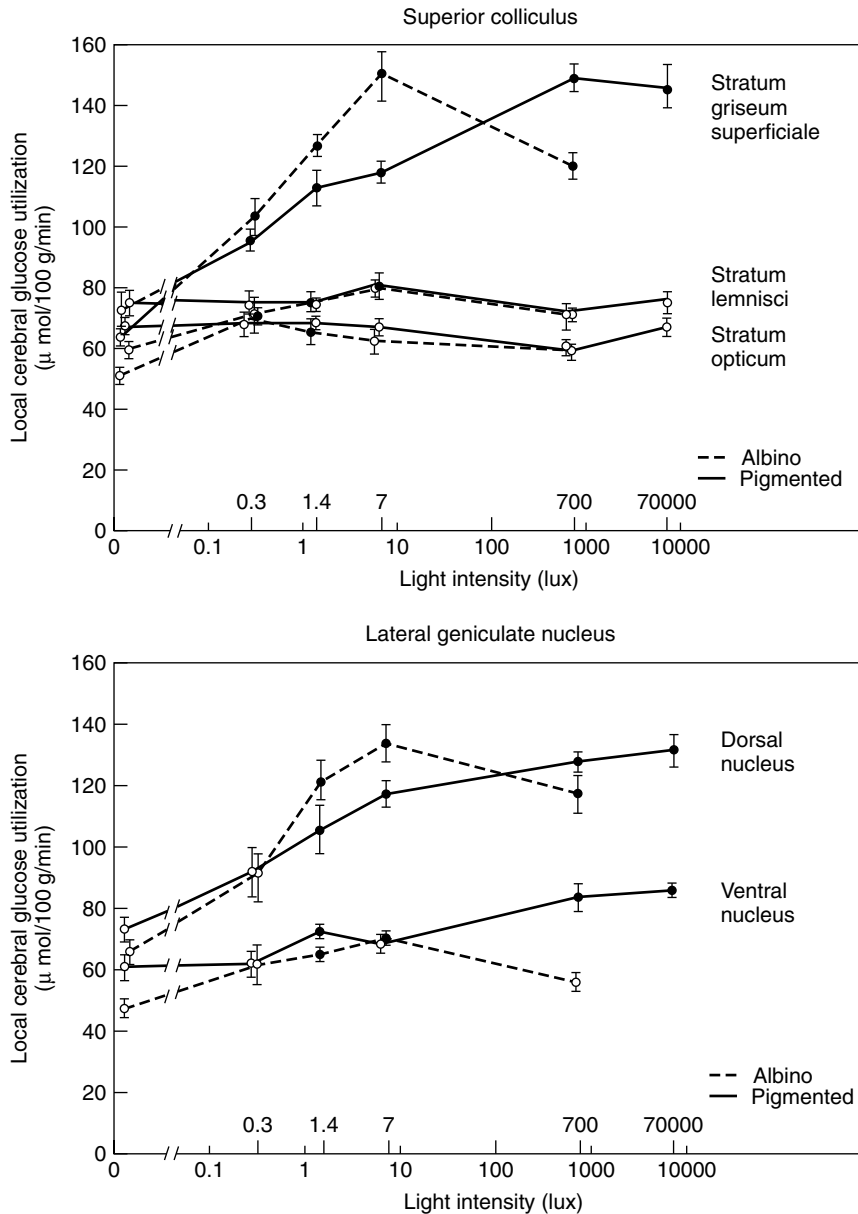 Superior colliculus
160
140
120
100
80
60
40
20
0
Local cerebral glucose utilization
(μ mol/100 g/min)
Stratum
griseum
superficiale
Stratum
lemnisci
Stratum
opticum
Albino
Pigmented
0.3 1.4 7 700 70000
0 0.1 1 10 100 1000 10000
Light intensity (lux)
Lateral geniculate nucleus
160
140
120
100
80
60
40
20
0
Local cerebral glucose utilization
(μ mol/100 g/min)
Dorsal
nucleus
Ventral
nucleus
Albino
Pigmented
0.3 1.4 7 700 70000
0 0.1 1 10 100 1000 10000
Light intensity (lux)